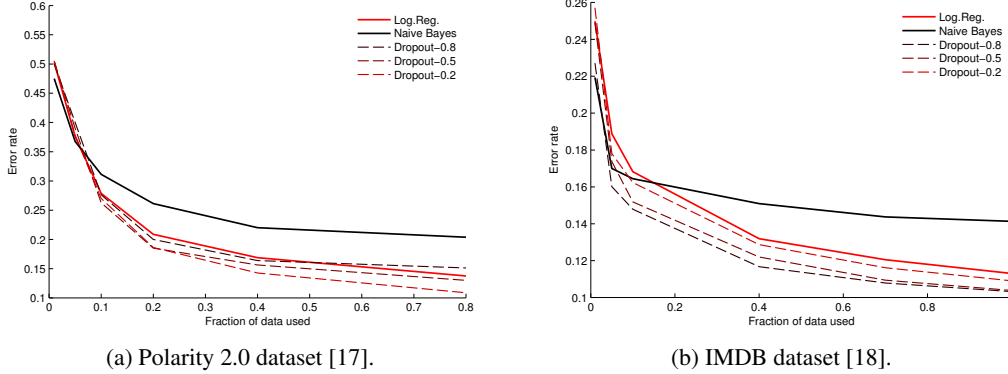 0.6
0.55
0.5
0.45
0.4
0.35
0.3
0.25
0.2
0.15
0.1
Error rate
0 0.1 0.2 0.3 0.4 0.5 0.6 0.7 0.8
Fraction of data used
Log.Reg.
Naive Bayes
Dropout-0.8
Dropout-0.5
Dropout-0.2
(a) Polarity 2.0 dataset [17].
0.26
0.24
0.22
0.2
0.18
0.16
0.14
0.12
0.1
Error rate
0.2 0.4 0.6 0.8
Fraction of data used
Log.Reg.
Naive Bayes
Dropout-0.8
Dropout-0.5
Dropout-0.2
(b) IMDB dataset [18].